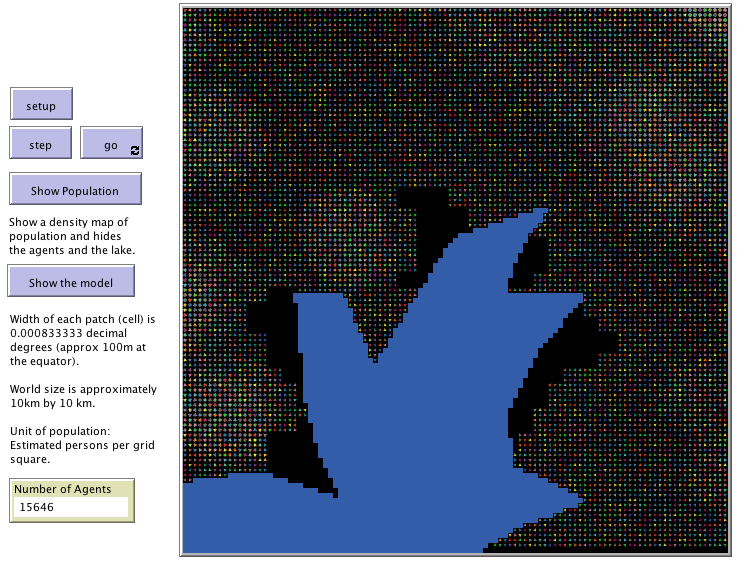 setup
step
go
Show Population
Show a density map of
population and hides
the agents and the lake.
Show the model
Width of each patch (cell) is
0.000833333 decimal
degrees (approx 100m at
the equator).
World size is approximately
10km by 10 km.
Unit of population:
Estimated persons per grid
square.
Number of Agents
15646